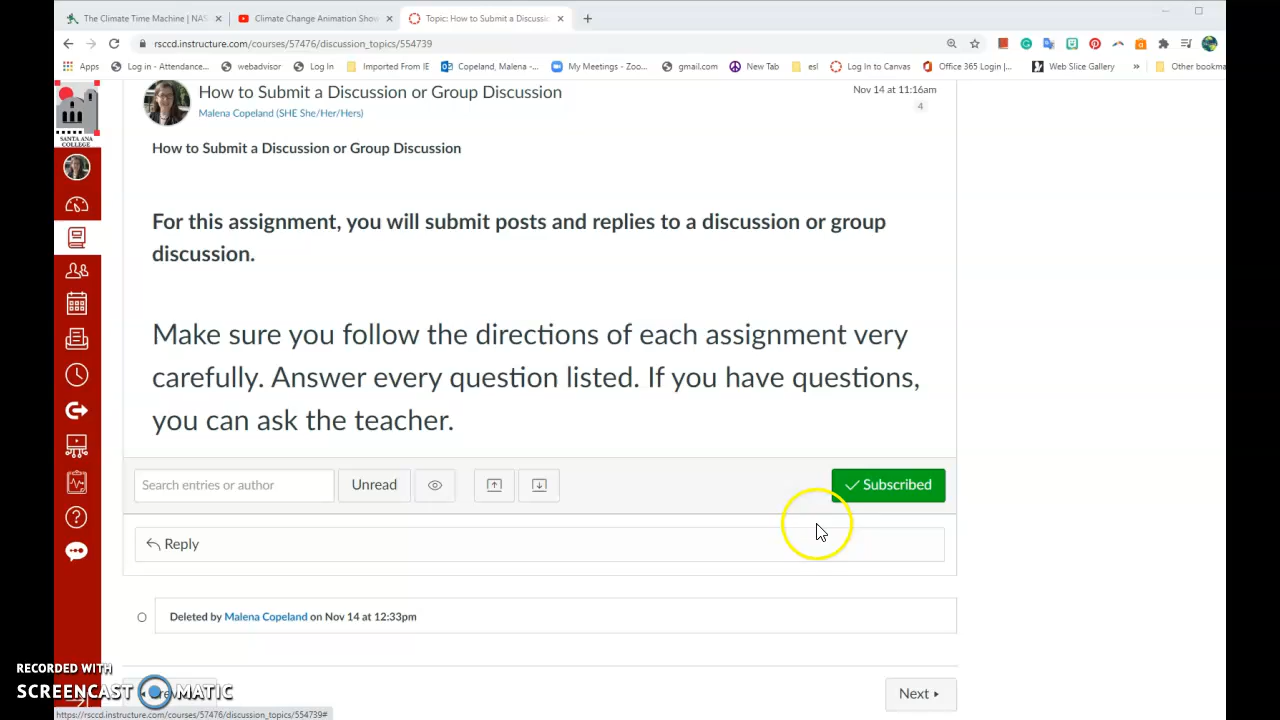 The Climate Time Machine | NAS
Climate Change Animation Show
Topic: How to Submit a Discussio
rsccd.instructure.com/courses/57476/discussion_topics/554739
Apps
Log in - Attendance...
webadvisor
Log In
Imported From IE
Copeland, Malena -...
My Meetings - Zoo...
gmail.com
New Tab
esl
Log In to Canvas
Office 365 Login |...
Web Slice Gallery
»
Other bookma
SANTA ANA
COLLEGE
How to Submit a Discussion or Group Discussion
Nov 14 at 11:16am
Malena Copeland (SHE She/Her/Hers)
4
How to Submit a Discussion or Group Discussion
For this assignment, you will submit posts and replies to a discussion or group
discussion.
Make sure you follow the directions of each assignment very
carefully. Answer every question listed. If you have questions,
you can ask the teacher.
Search entries or author
Unread
Subscribed
Reply
Deleted by Malena Copeland on Nov 14 at 12:33pm
Next
RECORDED WITH
SCREENCAST MATIC
https://rsccd.instructure.com/courses/57476/discussion_topics/554739#